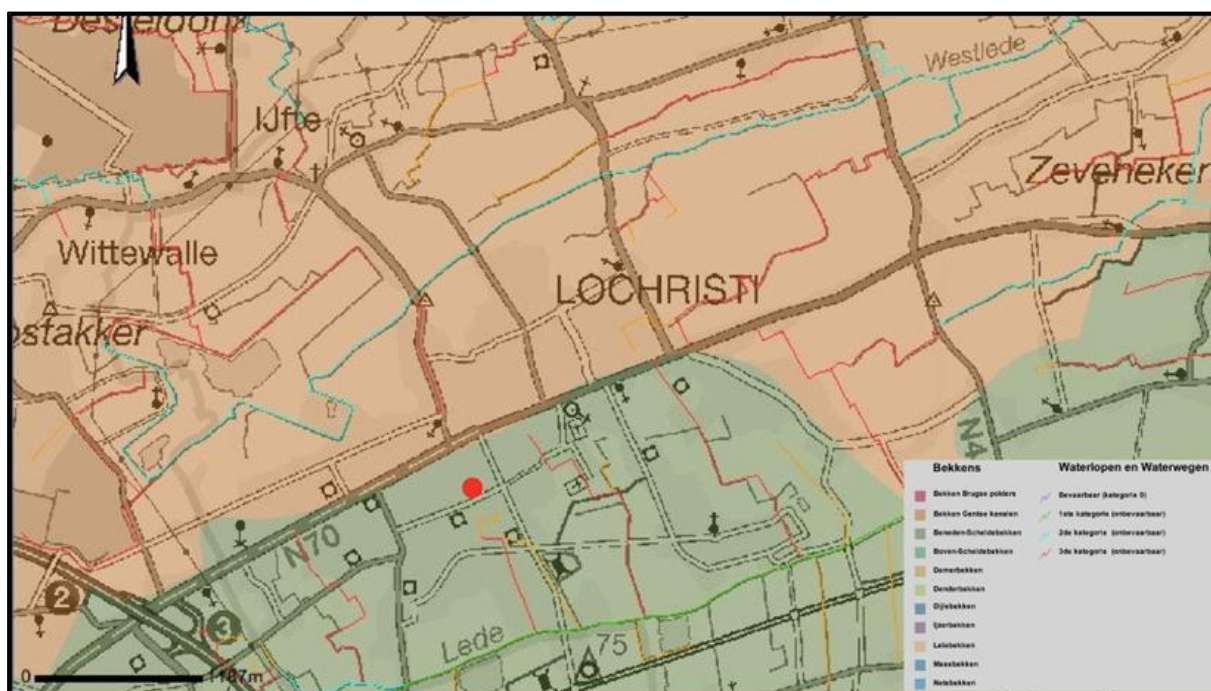 Desteldonk
IJfte
Westlede
Zeveneker
Wittewalle
LOCHRISTI
ostakker
N4
N70
2
3
Lede
75
0 1187m
Bekkens
Bekken Brugse polders
Bekken Gentse kanalen
Beneden-Scheldebekken
Boven-Scheldebekken
Demerbekken
Denderbekken
Dijlebekken
Ijzerbekken
Leiebekken
Maasbekken
Netebekken
Waterlopen en Waterwegen
Bevaarbaar (kategorie 0)
1ste kategorie (onbevaarbaar)
2de kategorie (onbevaarbaar)
3de kategorie (onbevaarbaar)